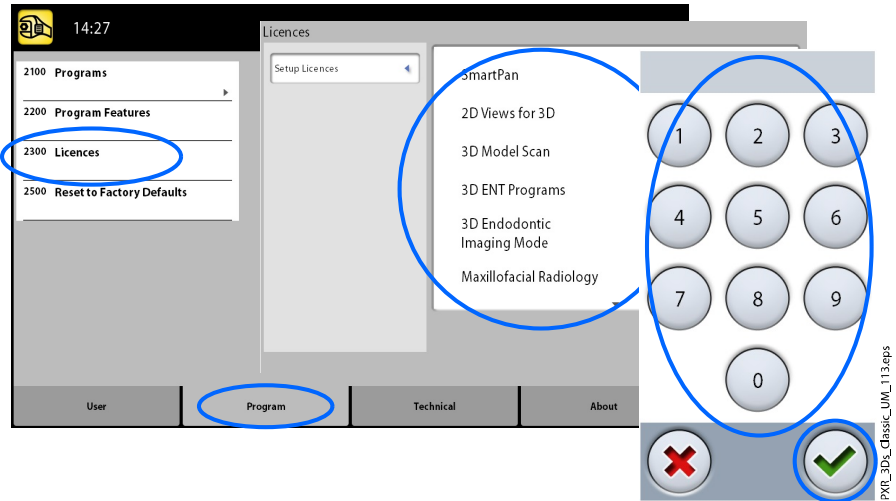 14:27
2100 Programs
2200 Program Features
2300 Licences
2500 Reset to Factory Defaults
Licences
Setup Licences
SmartPan
2D Views for 3D
3D Model Scan
3D ENT Programs
3D Endodontic
Imaging Mode
Maxillofacial Radiology
1 2 3
4 5 6
7 8 9
0
User Program Technical About
PXR_3Ds_classic_UM_113.eps